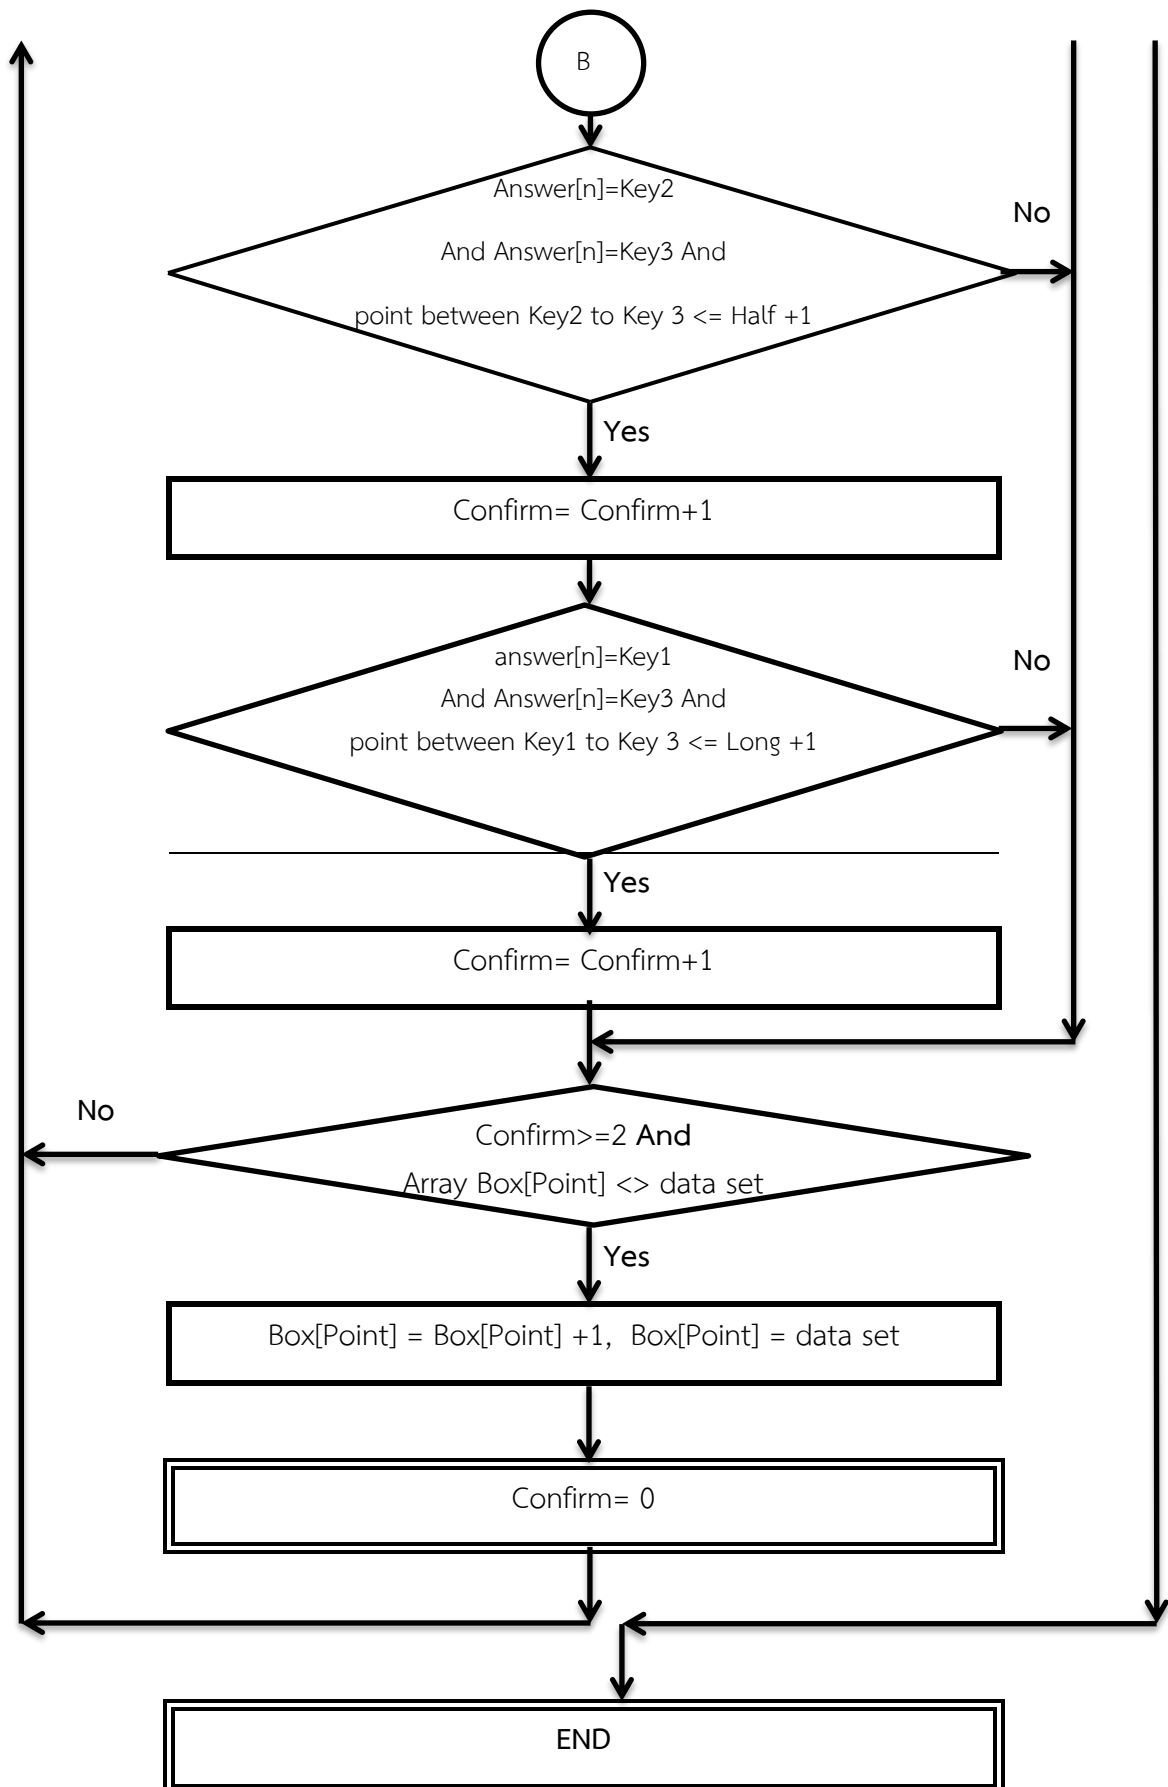 B
Answer[n]=Key2
No
And Answer[n]=Key3 And
point between Key2 to Key 3 <= Half +1
Yes
Confirm= Confirm+1
answer[n]=Key1
No
And Answer[n]=Key3 And
point between Key1 to Key 3 <= Long +1
Yes
Confirm= Confirm+1
No
Confirm>=2 And
Array Box[Point] <> data set
Yes
Box[Point] = Box[Point] +1, Box[Point] = data set
Confirm= 0
END